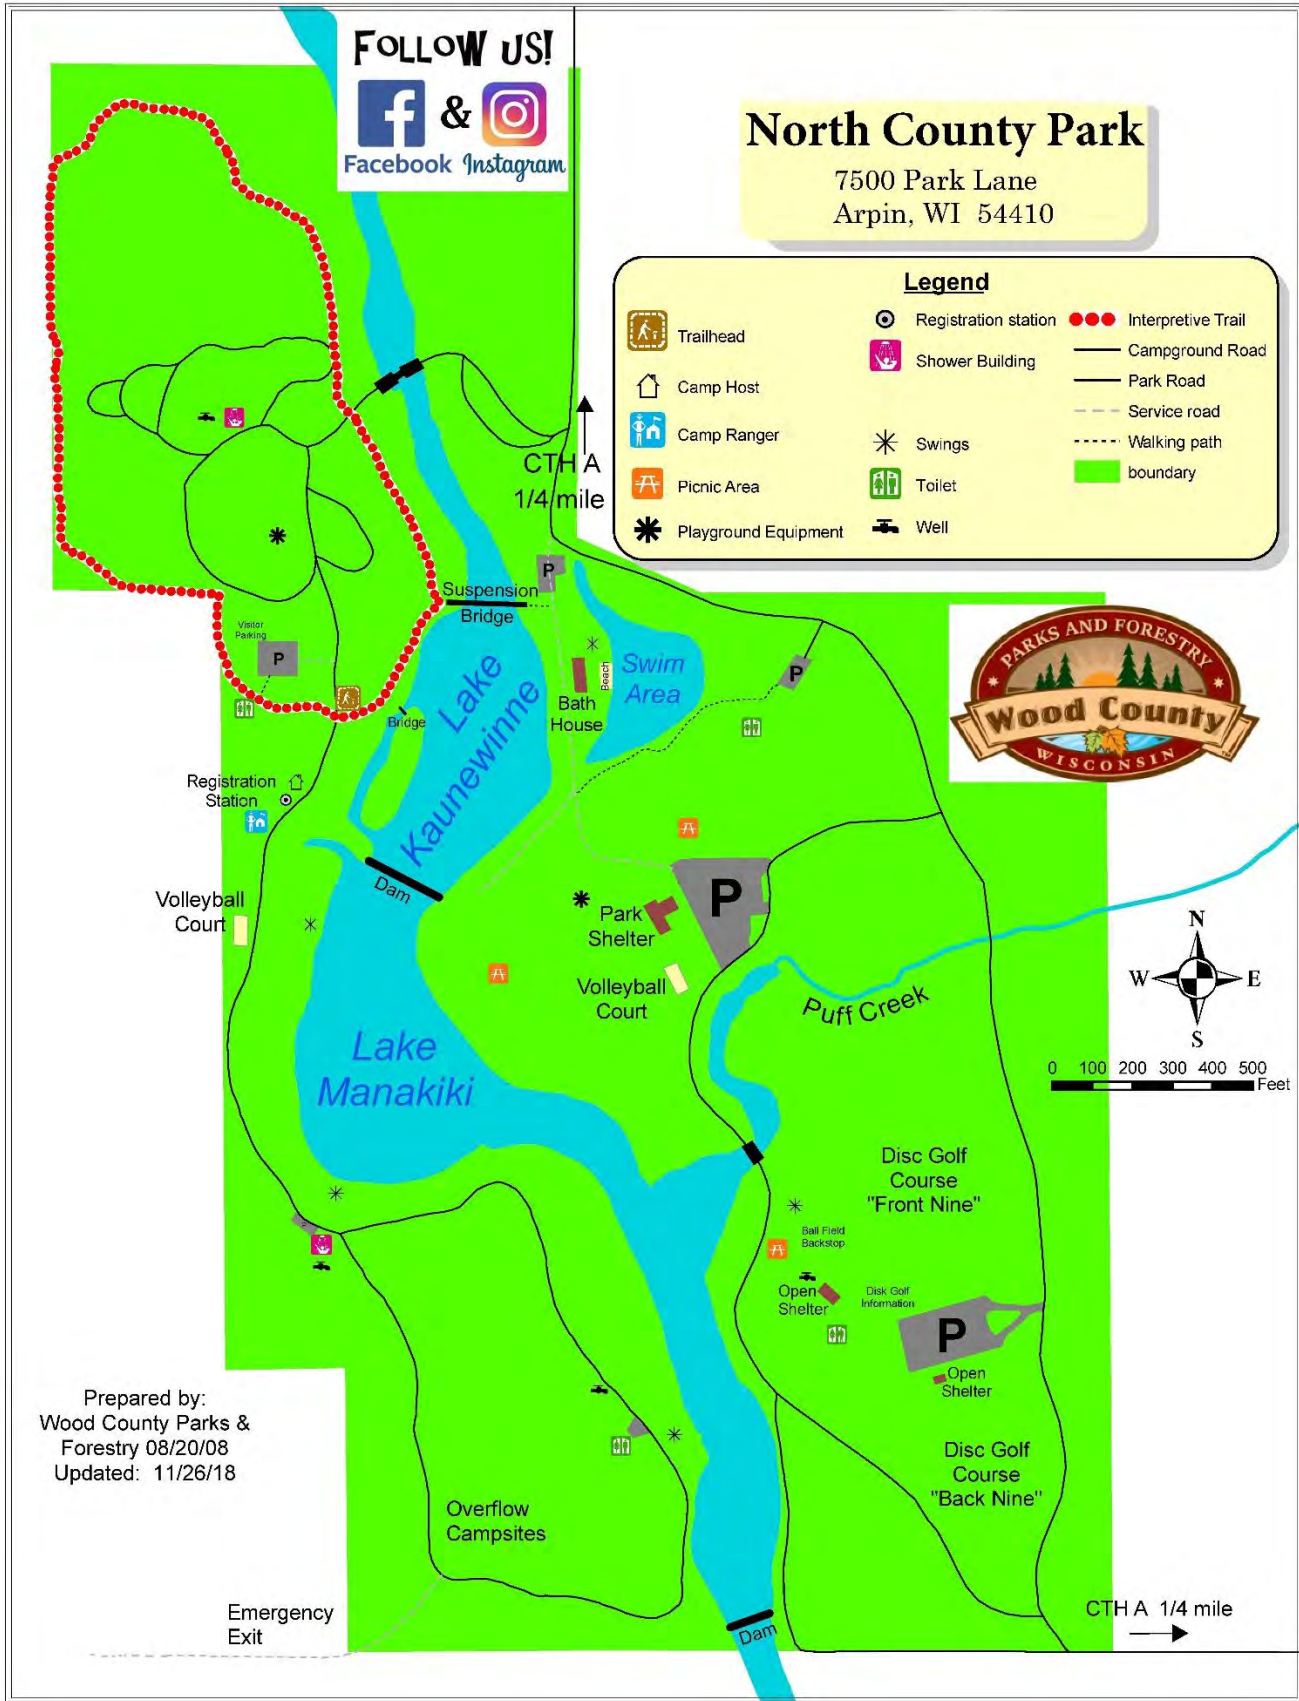 FOLLOW US!
&
Facebook Instagram
North County Park
7500 Park Lane
Arpin, WI 54410
Legend
Trailhead
Camp Host
Camp Ranger
Picnic Area
Playground Equipment
Registration station
Shower Building
Swings
Toilet
Well
Interpretive Trail
Campground Road
Park Road
Service road
Walking path
boundary
CTH A
1/4 mile
P
Suspension
Bridge
Visitor
Parking
P
Beach
Swim
Area
Bath
House
P
Lake
Kaunewinne
Bridge
PARKS AND FORESTRY
Wood County
WISCONSIN
Registration
Station
Dam
Volleyball
Court
P
Park
Shelter
Volleyball
Court
Puff Creek
N
W E
S
0 100 200 300 400 500
Feet
Lake
Manakiki
Disc Golf
Course
"Front Nine"
Ball Field
Backstop
Open
Shelter
Disk Golf
Information
P
Open
Shelter
Prepared by:
Wood County Parks &
Forestry 08/20/08
Updated: 11/26/18
Disc Golf
Course
"Back Nine"
Overflow
Campsites
Emergency
Exit
Dam
CTH A 1/4 mile